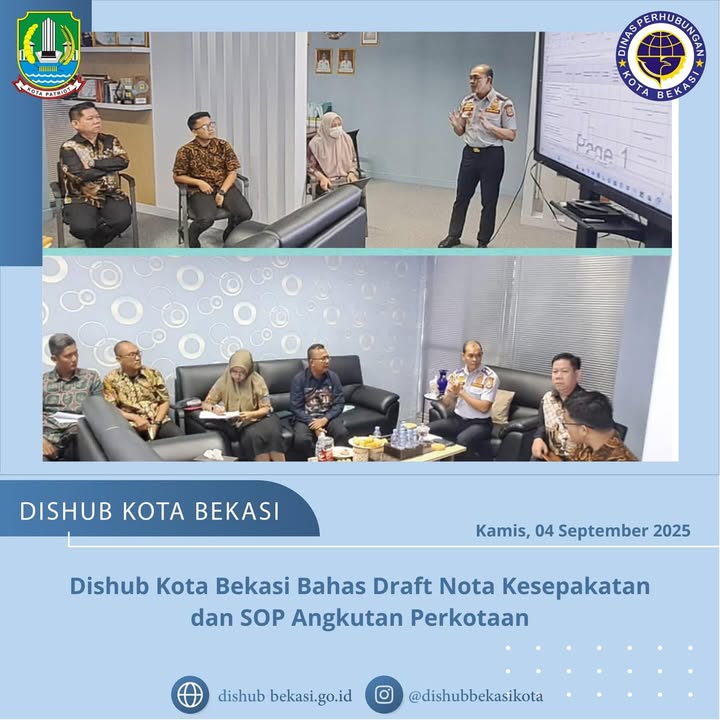 KOTA PATRIOT
DINAS PERHUBUNGAN
KOTA BEKASI
Page 1
DISHUB KOTA BEKASI
Kamis, 04 September 2025
Dishub Kota Bekasi Bahas Draft Nota Kesepakatan
dan SOP Angkutan Perkotaan
dishub bekasi.go.id
@dishubbekasikota